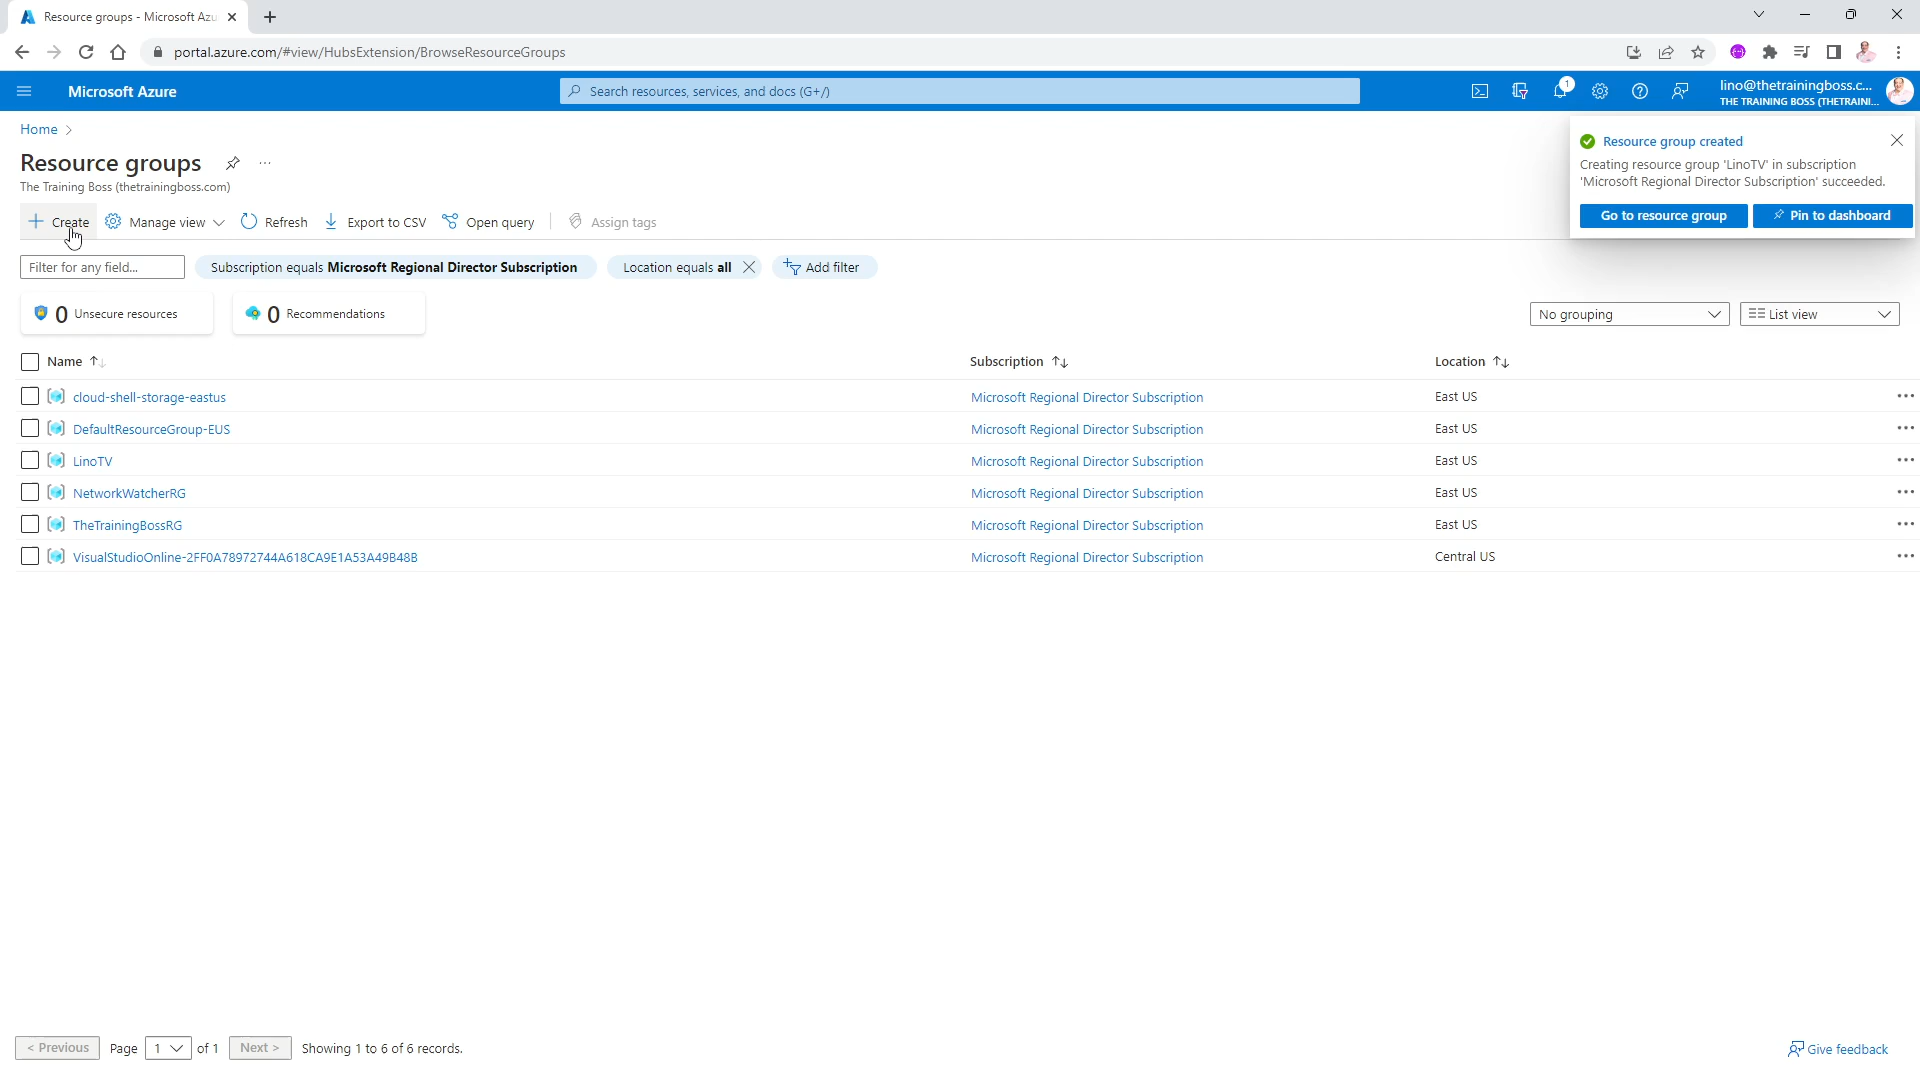 Resource groups - Microsoft Azu
portal.azure.com/#view/HubsExtension/BrowseResourceGroups
Microsoft Azure
Search resources, services, and docs (G+/)
1
lino@thetrainingboss.c...
THE TRAINING BOSS (THETRAINI...
Home >
Resource groups
...
The Training Boss (thetrainingboss.com)
Resource group created
Creating resource group 'LinoTV' in subscription
'Microsoft Regional Director Subscription' succeeded.
Go to resource group
Pin to dashboard
Create
Manage view
Refresh
Export to CSV
Open query
Assign tags
Filter for any field...
Subscription equals Microsoft Regional Director Subscription
Location equals all
Add filter
0 Unsecure resources
0 Recommendations
No grouping
List view
Name
Subscription
Location
cloud-shell-storage-eastus Microsoft Regional Director Subscription East US
DefaultResourceGroup-EUS Microsoft Regional Director Subscription East US
LinoTV Microsoft Regional Director Subscription East US
NetworkWatcherRG Microsoft Regional Director Subscription East US
TheTrainingBossRG Microsoft Regional Director Subscription East US
VisualStudioOnline-2FF0A78972744A618CA9E1A53A49B48B Microsoft Regional Director Subscription Central US
< Previous Page 1 of 1 Next > Showing 1 to 6 of 6 records.
Give feedback